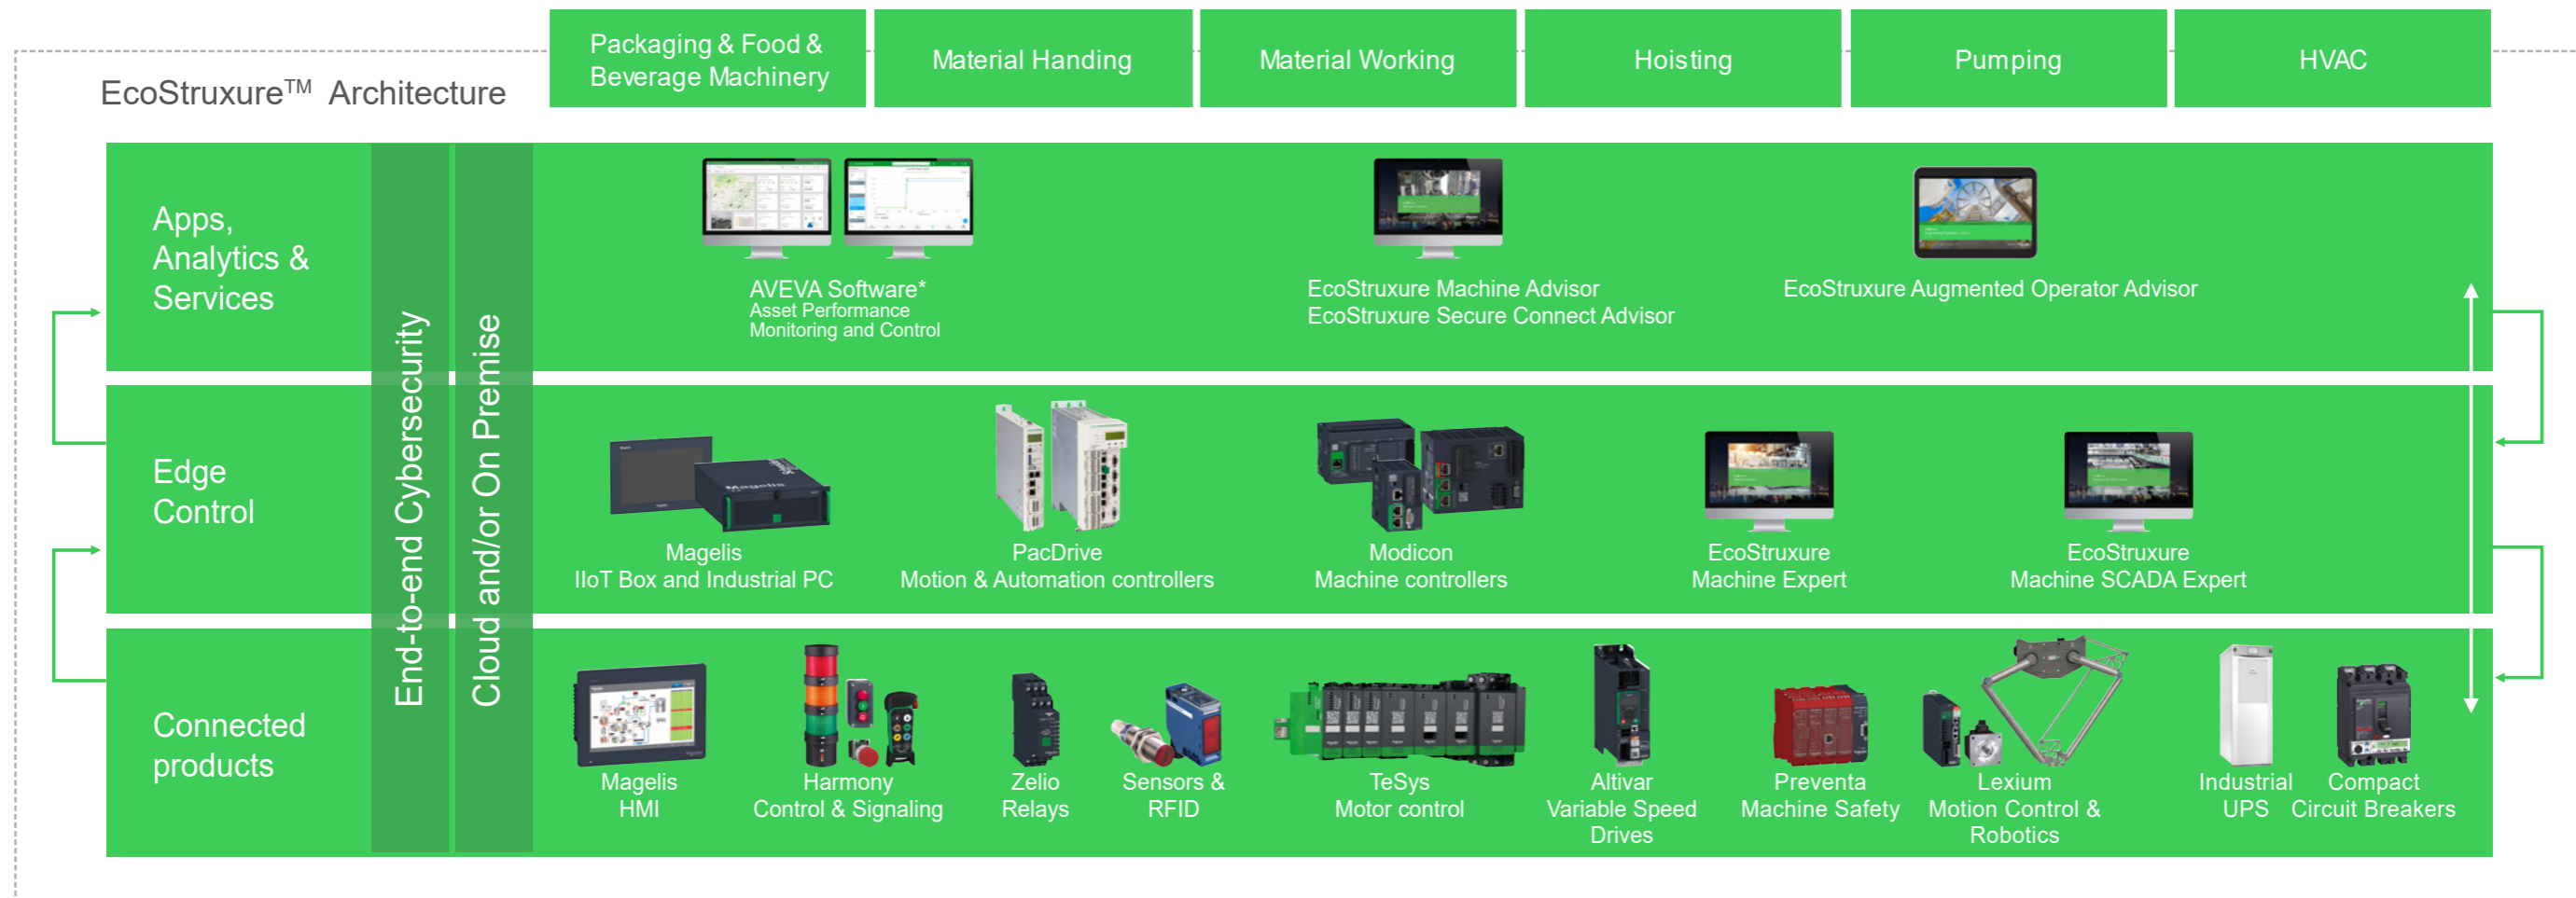 Packaging & Food &
Beverage Machinery
Material Handing
Material Working
Hoisting
Pumping
HVAC
EcoStruxure™ Architecture
Apps,
Analytics &
Services
End-to-end Cybersecurity
Cloud and/or On Premise
AVEVA Software*
Asset Performance
Monitoring and Control
EcoStruxure Machine Advisor
EcoStruxure Secure Connect Advisor
EcoStruxure Augmented Operator Advisor
Edge
Control
Magelis
Magelis
IIoT Box and Industrial PC
PacDrive
Motion & Automation controllers
Modicon
Machine controllers
EcoStruxure
Machine Expert
EcoStruxure
Machine SCADA Expert
Connected
products
Magelis
HMI
Harmony
Control & Signaling
Zelio
Relays
Sensors &
RFID
TeSys
Motor control
Altivar
Variable Speed
Drives
Preventa
Machine Safety
Lexium
Motion Control &
Robotics
Industrial
UPS
Compact
Circuit Breakers